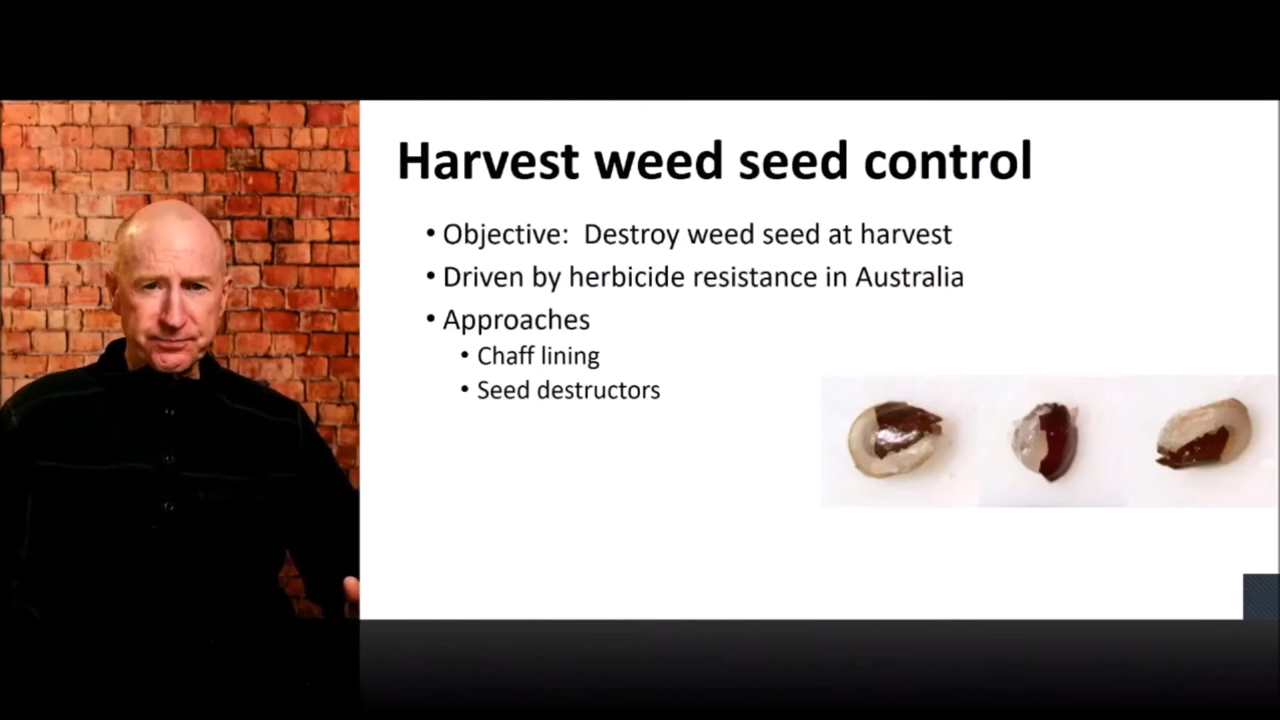 Harvest weed seed control
• Objective:  Destroy weed seed at harvest
• Driven by herbicide resistance in Australia
• Approaches
• Chaff lining
• Seed destructors